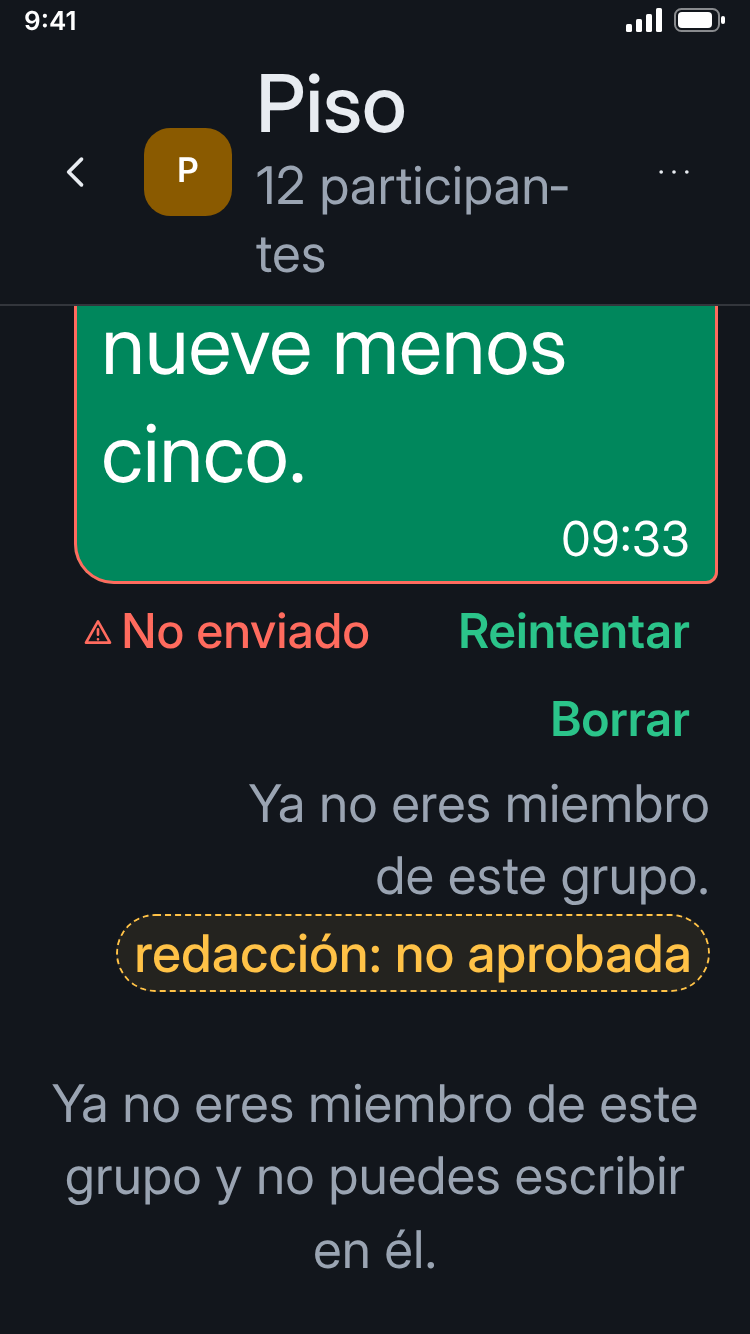 9:41
Piso
P
12 participan-
tes
...
nueve menos
cinco.
09:33
No enviado
Reintentar
Borrar
Ya no eres miembro
de este grupo.
redacción: no aprobada
Ya no eres miembro de este
grupo y no puedes escribir
en él.